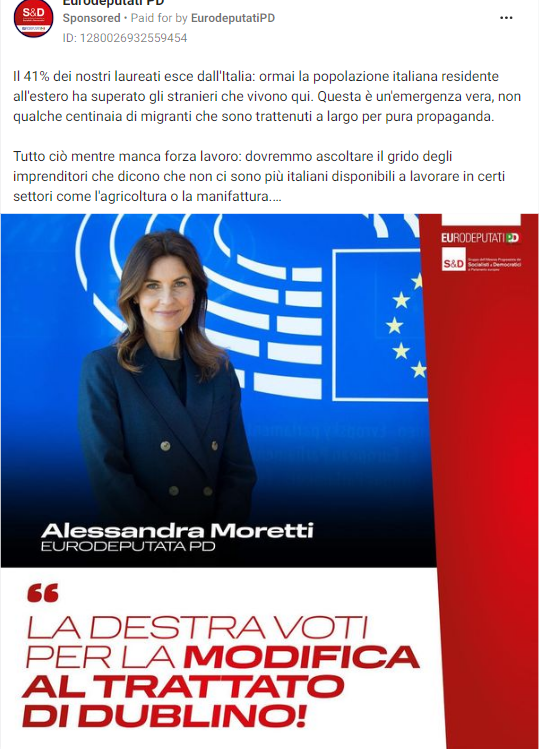 Eurodeputati PD
Sponsored • Paid for by EurodeputatiPD
ID: 1280026932559454
Il 41% dei nostri laureati esce dall'Italia: ormai la popolazione italiana residente
all'estero ha superato gli stranieri che vivono qui. Questa è un'emergenza vera, non
qualche centinaia di migranti che sono trattenuti a largo per pura propaganda.
Tutto ciò mentre manca forza lavoro: dovremmo ascoltare il grido degli
imprenditori che dicono che non ci sono più italiani disponibili a lavorare in certi
settori come l'agricoltura o la manifattura....
EURODEPUTATI PD
S&D
Gruppo dell'Alleanza Progressista de
Socialisti e Democratici
al Parlamento europeo
Alessandra Moretti
EURODEPUTATA PD
“
LA DESTRA VOTI
PER LA MODIFICA
AL TRATTATO
DI DUBLINO!